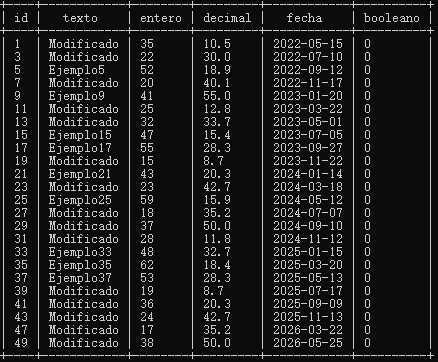 | id | texto | entero | decimal | fecha | booleano |
| 1 | Modificado | 35 | 10.5 | 2022-05-15 | 0 |
| 3 | Modificado | 22 | 30.0 | 2022-07-10 | 0 |
| 5 | Ejemplo5 | 52 | 18.9 | 2022-09-12 | 0 |
| 7 | Modificado | 20 | 40.1 | 2022-11-17 | 0 |
| 9 | Ejemplo9 | 41 | 55.0 | 2023-01-20 | 0 |
| 11 | Modificado | 25 | 12.8 | 2023-03-22 | 0 |
| 13 | Modificado | 32 | 33.7 | 2023-05-01 | 0 |
| 15 | Ejemplo15 | 47 | 15.4 | 2023-07-05 | 0 |
| 17 | Ejemplo17 | 55 | 28.3 | 2023-09-27 | 0 |
| 19 | Modificado | 15 | 8.7 | 2023-11-22 | 0 |
| 21 | Ejemplo21 | 43 | 20.3 | 2024-01-14 | 0 |
| 23 | Modificado | 23 | 42.7 | 2024-03-18 | 0 |
| 25 | Ejemplo25 | 59 | 15.9 | 2024-05-12 | 0 |
| 27 | Modificado | 18 | 35.2 | 2024-07-07 | 0 |
| 29 | Modificado | 37 | 50.0 | 2024-09-10 | 0 |
| 31 | Modificado | 28 | 11.8 | 2024-11-12 | 0 |
| 33 | Ejemplo33 | 48 | 32.7 | 2025-01-15 | 0 |
| 35 | Ejemplo35 | 62 | 18.4 | 2025-03-20 | 0 |
| 37 | Ejemplo37 | 53 | 28.3 | 2025-05-13 | 0 |
| 39 | Modificado | 19 | 8.7 | 2025-07-17 | 0 |
| 41 | Modificado | 36 | 20.3 | 2025-09-09 | 0 |
| 43 | Modificado | 24 | 42.7 | 2025-11-13 | 0 |
| 47 | Modificado | 17 | 35.2 | 2026-03-22 | 0 |
| 49 | Modificado | 38 | 50.0 | 2026-05-25 | 0 |